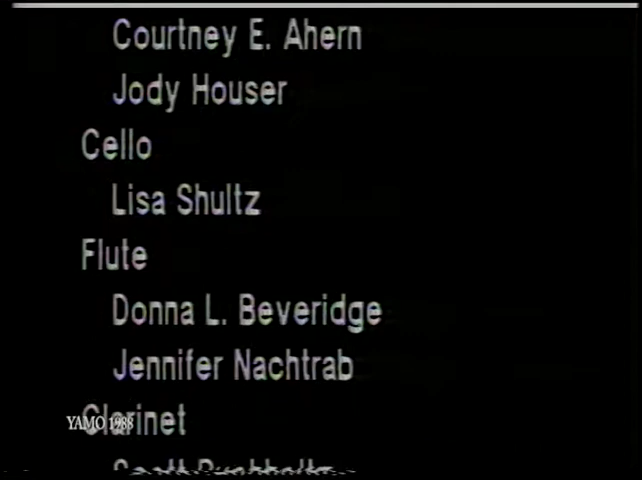 Courtney E. Ahern
Jody Houser
Cello
Lisa Shultz
Flute
Donna L. Beveridge
Jennifer Nachtrab
Clarinet
YAMO 1988